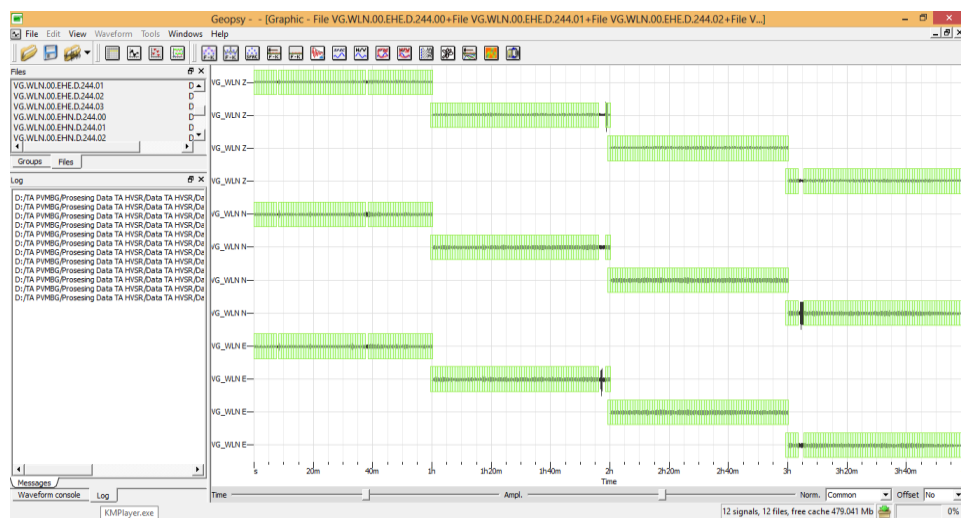 Geopsy - - [Graphic - File VG.WLN.00.EHE.D.244.00+File VG.WLN.00.EHE.D.244.01+File VG.WLN.00.EHE.D.244.02+File V...]
File Edit View Waveform Tools Windows Help
Files
VG.WLN.00.EHE.D.244.01 D
VG.WLN.00.EHE.D.244.02 D
VG.WLN.00.EHE.D.244.03 D
VG.WLN.00.EHN.D.244.00 D
VG.WLN.00.EHN.D.244.01 D
VG.WLN.00.EHN.D.244.02 D
Groups Files
Log
D:/TA PVMBG/Prosesing Data TA HVSR/Data TA HVSR/Da
D:/TA PVMBG/Prosesing Data TA HVSR/Data TA HVSR/Da
D:/TA PVMBG/Prosesing Data TA HVSR/Data TA HVSR/Da
D:/TA PVMBG/Prosesing Data TA HVSR/Data TA HVSR/Da
D:/TA PVMBG/Prosesing Data TA HVSR/Data TA HVSR/Da
D:/TA PVMBG/Prosesing Data TA HVSR/Data TA HVSR/Da
D:/TA PVMBG/Prosesing Data TA HVSR/Data TA HVSR/Da
D:/TA PVMBG/Prosesing Data TA HVSR/Data TA HVSR/Da
D:/TA PVMBG/Prosesing Data TA HVSR/Data TA HVSR/Da
D:/TA PVMBG/Prosesing Data TA HVSR/Data TA HVSR/Da
D:/TA PVMBG/Prosesing Data TA HVSR/Data TA HVSR/Da
D:/TA PVMBG/Prosesing Data TA HVSR/Data TA HVSR/Da
Messages
Waveform console Log
VG_WLN Z
VG_WLN Z
VG_WLN Z
VG_WLN Z
VG_WLN N
VG_WLN N
VG_WLN N
VG_WLN N
VG_WLN E
VG_WLN E
VG_WLN E
VG_WLN E
s 20m 40m 1h 1h20m 1h40m 2h 2h20m 2h40m 3h 3h20m 3h40m
Time
Time Ampl. Norm. Common Offset No
KMPlayer.exe
12 signals, 12 files, free cache 479.041 Mb 0%